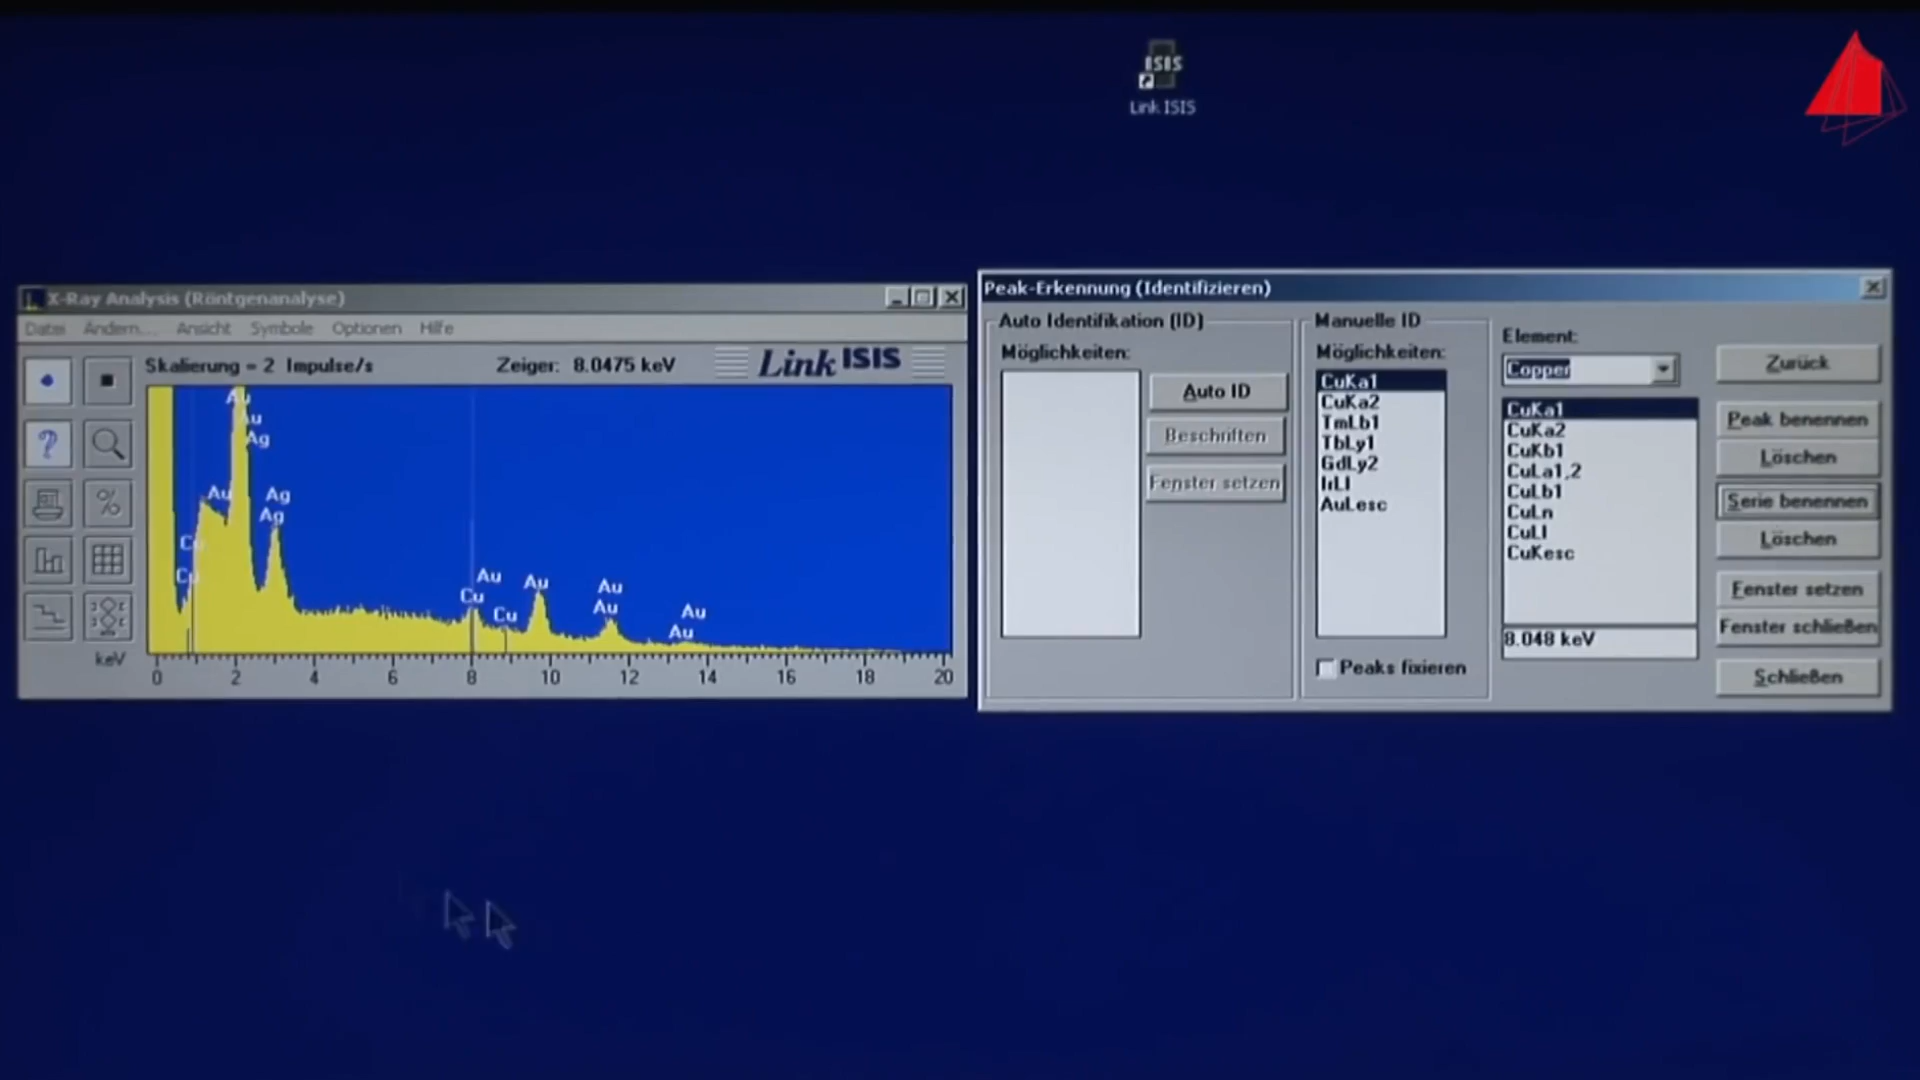 ISIS
Link ISIS
X-Ray Analysis (Röntgenanalyse)
Datei Ändern... Ansicht Symbole Optionen Hilfe
Skalierung = 2 Impulse/s Zeiger: 8.0475 keV Link ISIS
Au
Au
Ag
Au Ag
Ag
Cu
Cu
Au Au Au
Cu Au
Cu Au
Au
keV
0 2 4 6 8 10 12 14 16 18 20
Peak-Erkennung (Identifizieren)
Auto Identifikation (ID)
Möglichkeiten:
Auto ID
Beschriften
Fenster setzen
Manuelle ID
Möglichkeiten:
CuKa1
CuKa2
TmLb1
TbLy1
GdLy2
IrLl
AuLesc
Peaks fixieren
Element:
Copper
CuKa1
CuKa2
CuKb1
CuLa1,2
CuLb1
CuLn
CuLl
CuKesc
8.048 keV
Zurück
Peak benennen
Löschen
Serie benennen
Löschen
Fenster setzen
Fenster schließen
Schließen